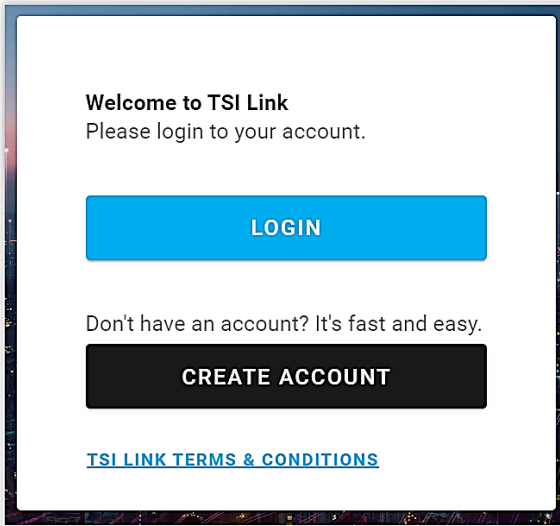 Welcome to TSI Link
Please login to your account.
LOGIN
Don't have an account? It's fast and easy.
CREATE ACCOUNT
TSI LINK TERMS & CONDITIONS